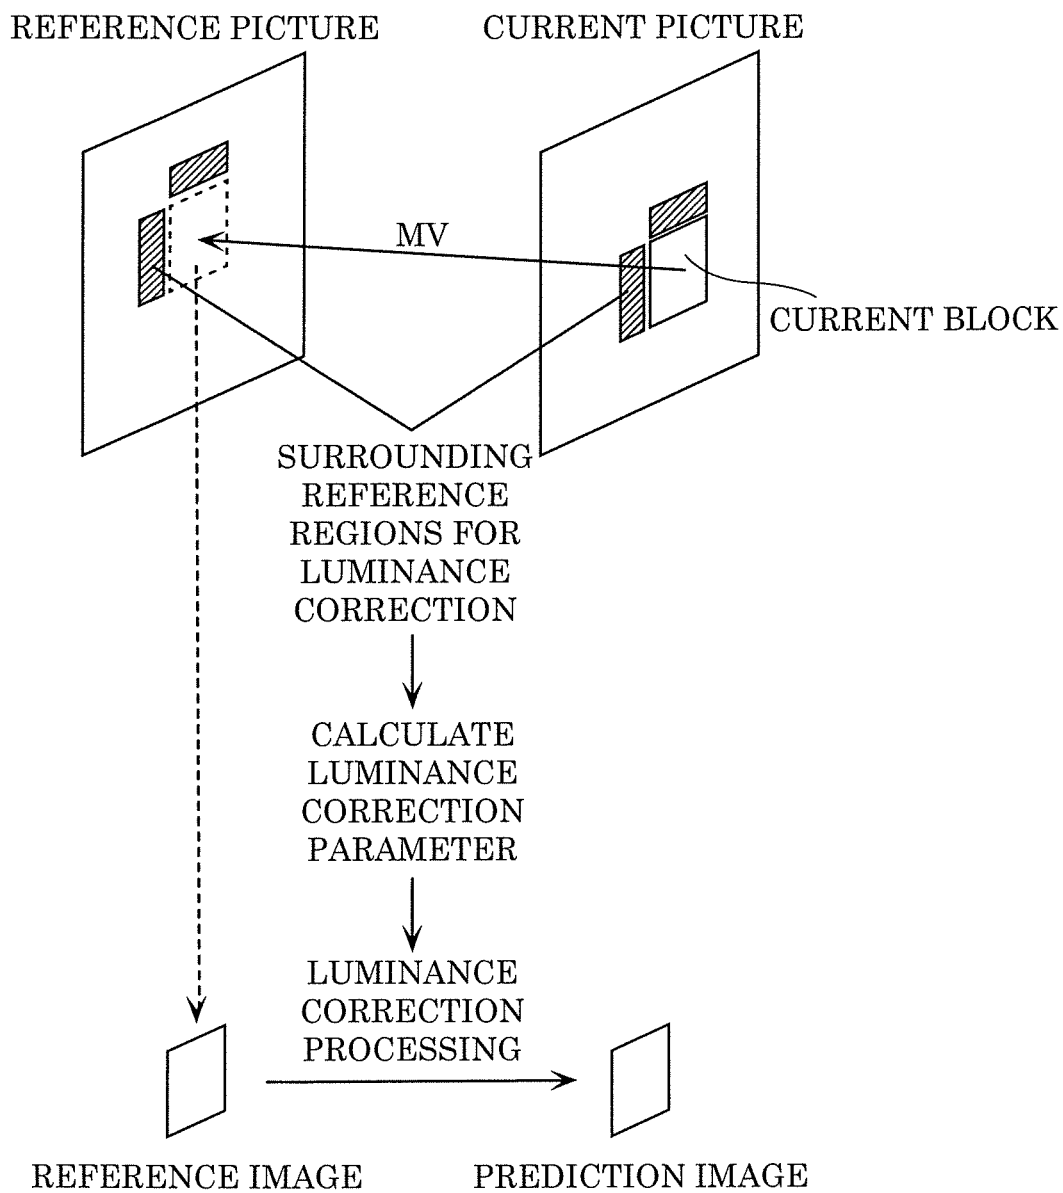 REFERENCE PICTURE
CURRENT PICTURE
MV
CURRENT BLOCK
SURROUNDING
REFERENCE
REGIONS FOR
LUMINANCE
CORRECTION
CALCULATE
LUMINANCE
CORRECTION
PARAMETER
LUMINANCE
CORRECTION
PROCESSING
REFERENCE IMAGE
PREDICTION IMAGE